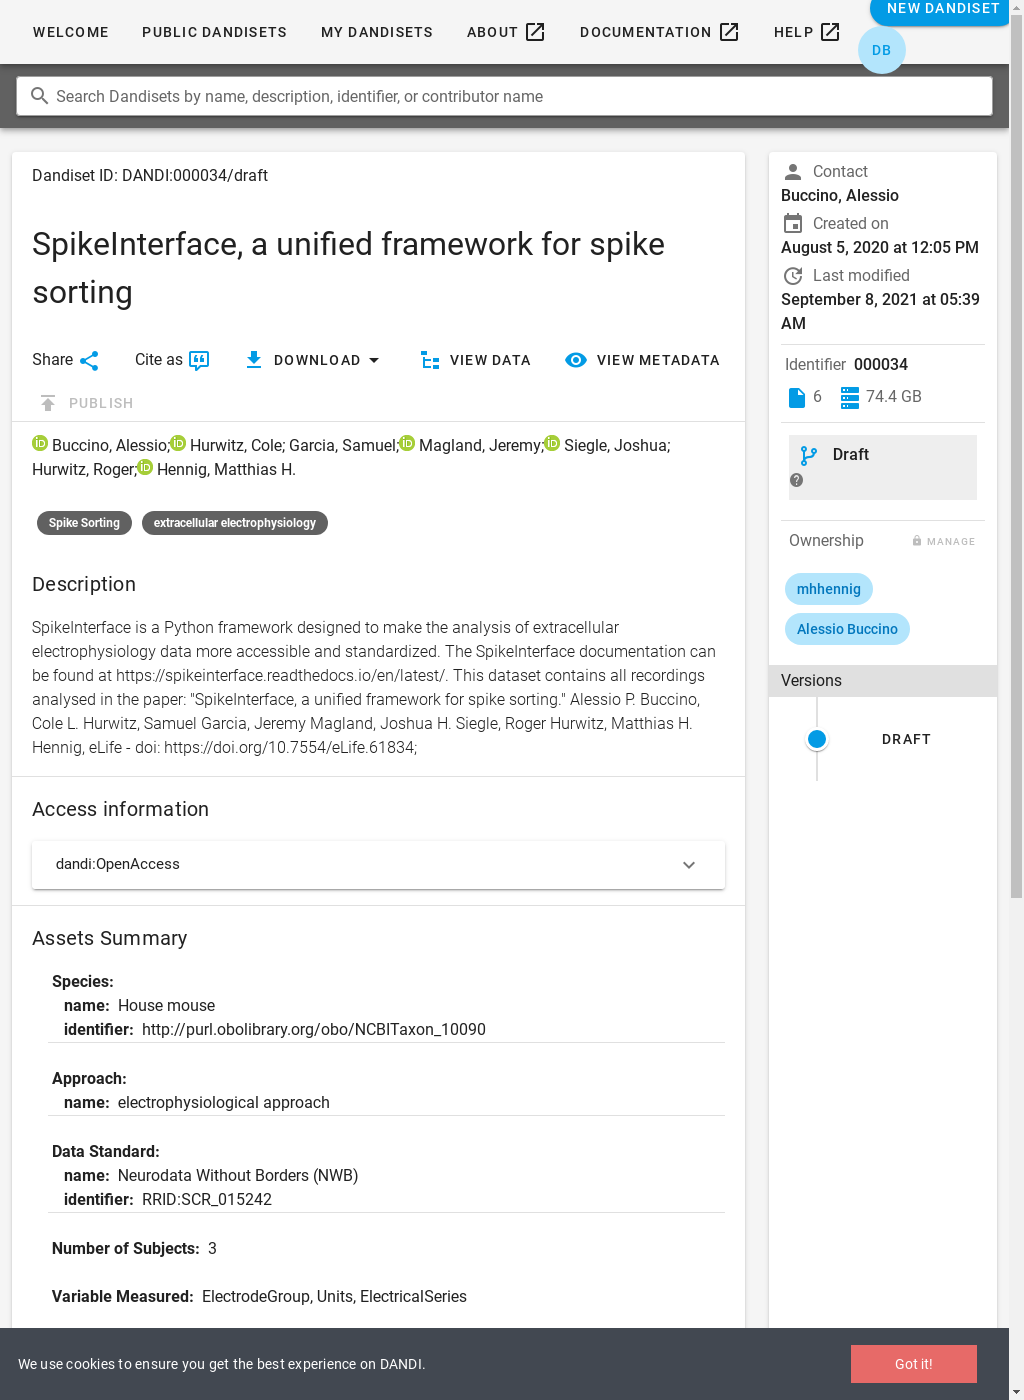 WELCOME
PUBLIC DANDISETS
MY DANDISETS
ABOUT
DOCUMENTATION
HELP
NEW DANDISET
DB
Search Dandisets by name, description, identifier, or contributor name
Dandiset ID: DANDI:000034/draft
SpikeInterface, a unified framework for spike
sorting
Share
Cite as
DOWNLOAD
VIEW DATA
VIEW METADATA
PUBLISH
iD Buccino, Alessio; iD Hurwitz, Cole; Garcia, Samuel; iD Magland, Jeremy; iD Siegle, Joshua;
Hurwitz, Roger; iD Hennig, Matthias H.
Spike Sorting
extracellular electrophysiology
Description
SpikeInterface is a Python framework designed to make the analysis of extracellular
electrophysiology data more accessible and standardized. The SpikeInterface documentation can
be found at https://spikeinterface.readthedocs.io/en/latest/. This dataset contains all recordings
analysed in the paper: "SpikeInterface, a unified framework for spike sorting." Alessio P. Buccino,
Cole L. Hurwitz, Samuel Garcia, Jeremy Magland, Joshua H. Siegle, Roger Hurwitz, Matthias H.
Hennig, eLife - doi: https://doi.org/10.7554/eLife.61834;
Access information
dandi:OpenAccess
Assets Summary
Species:
name: House mouse
identifier: http://purl.obolibrary.org/obo/NCBITaxon_10090
Approach:
name: electrophysiological approach
Data Standard:
name: Neurodata Without Borders (NWB)
identifier: RRID:SCR_015242
Number of Subjects: 3
Variable Measured: ElectrodeGroup, Units, ElectricalSeries
Contact
Buccino, Alessio
Created on
August 5, 2020 at 12:05 PM
Last modified
September 8, 2021 at 05:39
AM
Identifier 000034
6
74.4 GB
Draft
?
Ownership
MANAGE
mhhennig
Alessio Buccino
Versions
DRAFT
We use cookies to ensure you get the best experience on DANDI.
Got it!